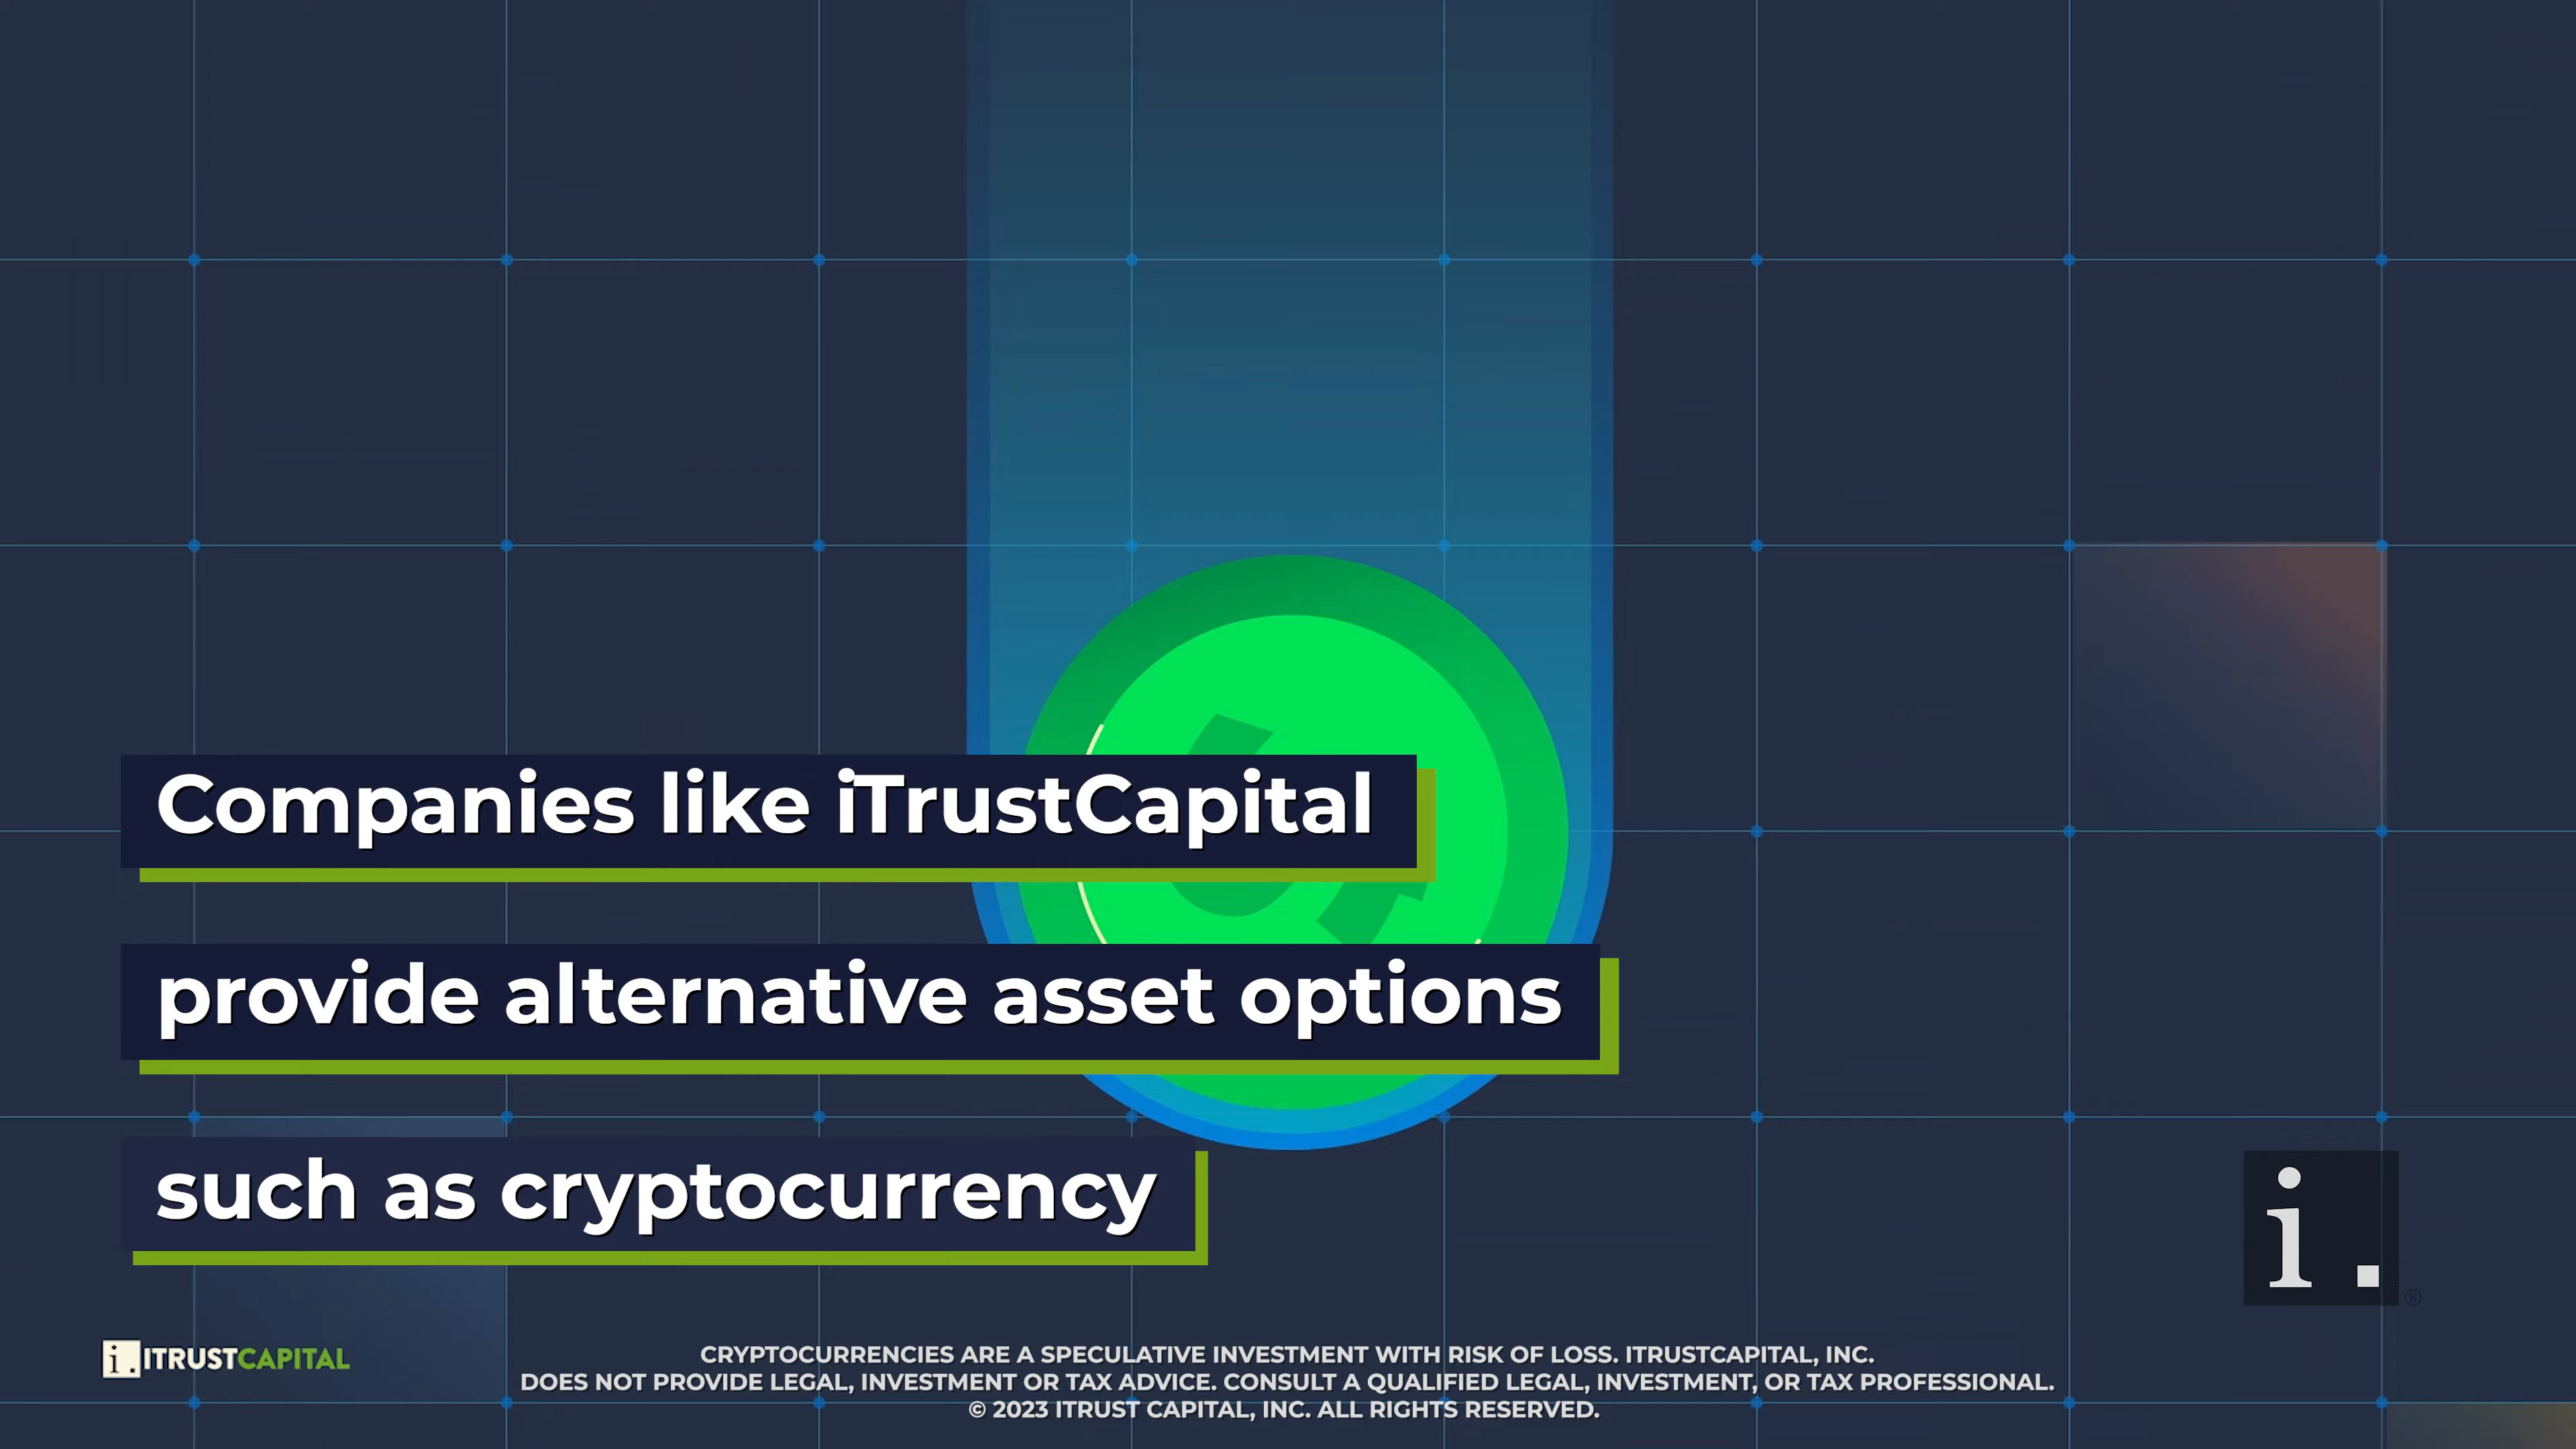 Companies like iTrustCapital
provide alternative asset options
such as cryptocurrency
i.
®
i.ITRUSTCAPITAL
CRYPTOCURRENCIES ARE A SPECULATIVE INVESTMENT WITH RISK OF LOSS. ITRUSTCAPITAL, INC.
DOES NOT PROVIDE LEGAL, INVESTMENT OR TAX ADVICE. CONSULT A QUALIFIED LEGAL, INVESTMENT, OR TAX PROFESSIONAL.
© 2023 ITRUST CAPITAL, INC. ALL RIGHTS RESERVED.